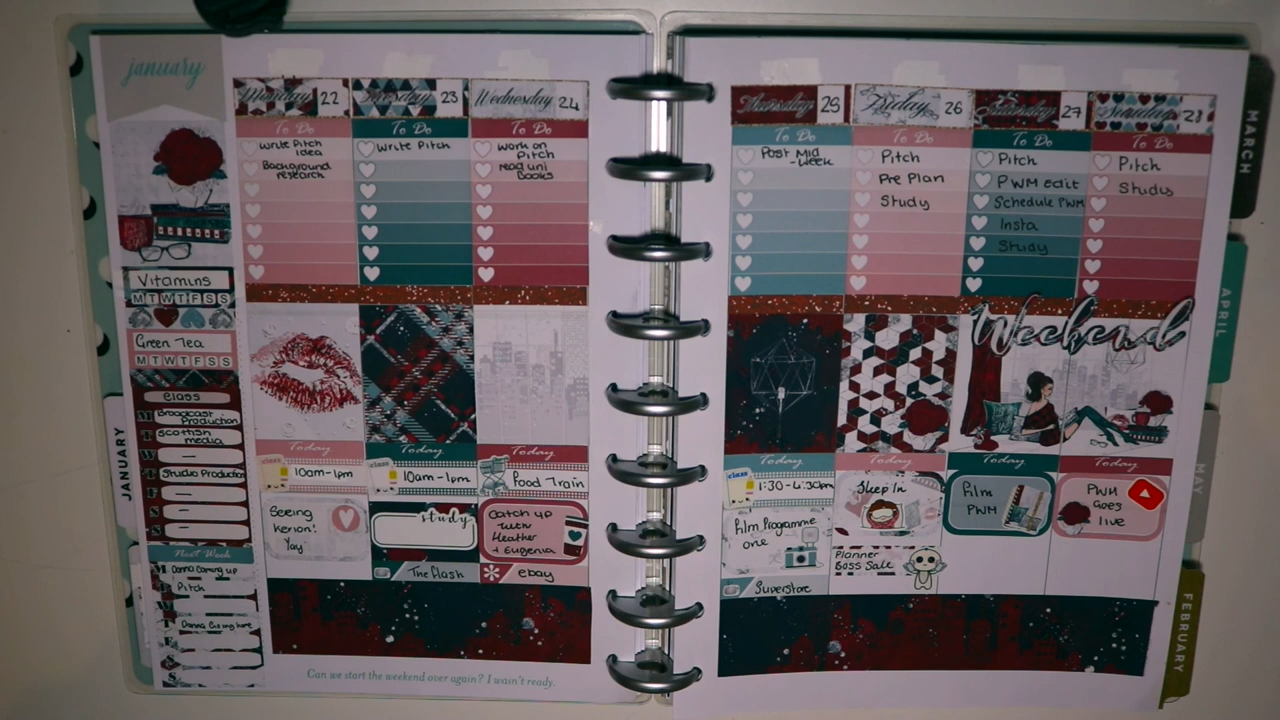 january
Monday 22
Tuesday 23
Wednesday 24
Thursday 25
Friday 26
Saturday 27
Sunday 28
To Do
Write Pitch
idea
Background
research
To Do
Write Pitch
To Do
Work on
Pitch
read uni
Books
To Do
Post Mid
-Week
To Do
Pitch
Pre Plan
Study
To Do
Pitch
PWM edit
Schedule PWM
Insta
Study
To Do
Pitch
Study
Vitamins
M T W T F S S
Green Tea
M T W T F S S
class
M Broadcast
Production
T Scottish
media
W -
T Studio Production
F -
S -
S -
Next Week
M Donna Coming up
Pitch
T Donna Going home
F
S
S
Weekend
Today
class 10am-1pm
Seeing
Kerion!
Yay
Today
class 10am-1pm
study
The Flash
Today
Food Train
Catch up
with
Heather
+ Eugenia
ebay
Today
class 1:30-4:30pm
Film Progamme
one
Superstore
Today
Sleep In
Planner
Boss Sale
Today
Film
PWM
Today
PWM
Goes
live
Can we start the weekend over again? I wasn't ready.
JANUARY
MARCH
APRIL
MAY
FEBRUARY